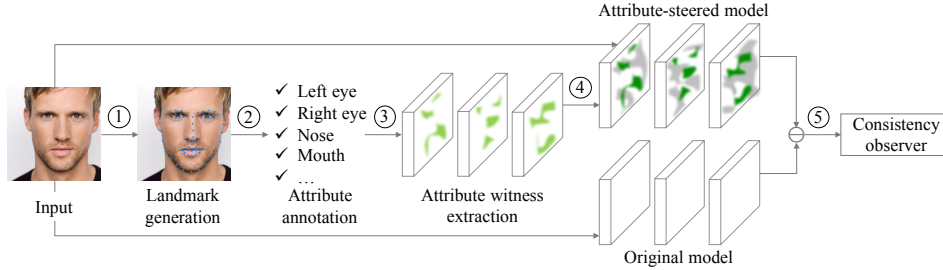 Attribute-steered model
①
②
✓ Left eye
✓ Right eye
✓ Nose
✓ Mouth
✓ ...
③
④
⑤
Consistency
observer
Input
Landmark
generation
Attribute
annotation
Attribute witness
extraction
Original model